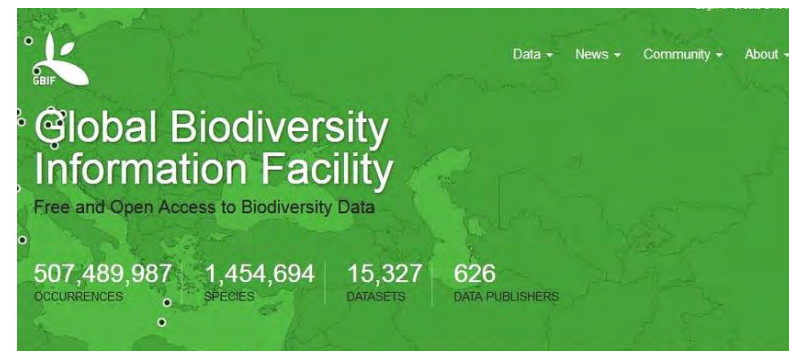 GBIF
Data News Community About
Global Biodiversity
Information Facility
Free and Open Access to Biodiversity Data
507,489,987 1,454,694 15,327 626
OCCURRENCES SPECIES DATASETS DATA PUBLISHERS